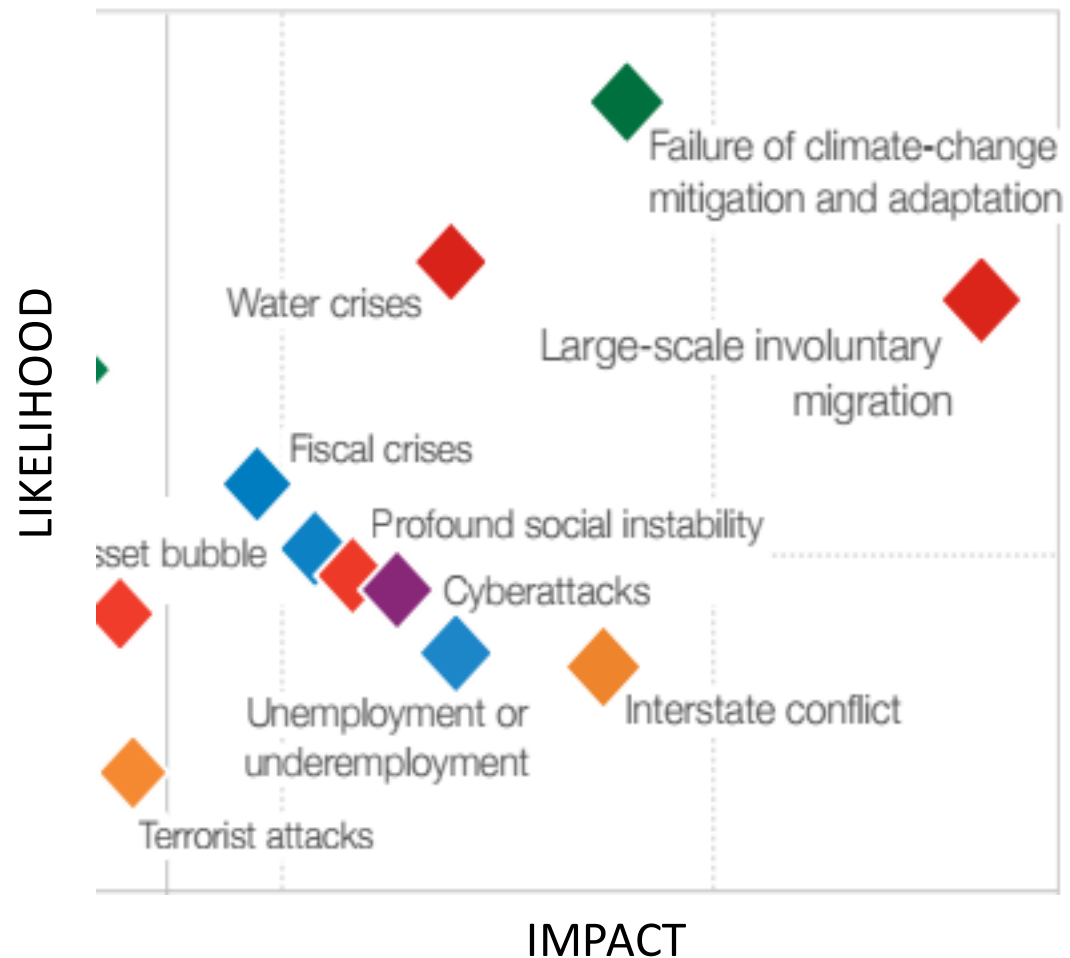 Failure of climate-change
mitigation and adaptation
Water crises
Large-scale involuntary
migration
LIKELIHOOD
Fiscal crises
Profound social instability
sset bubble
Cyberattacks
Unemployment or
underemployment
Interstate conflict
Terrorist attacks
IMPACT